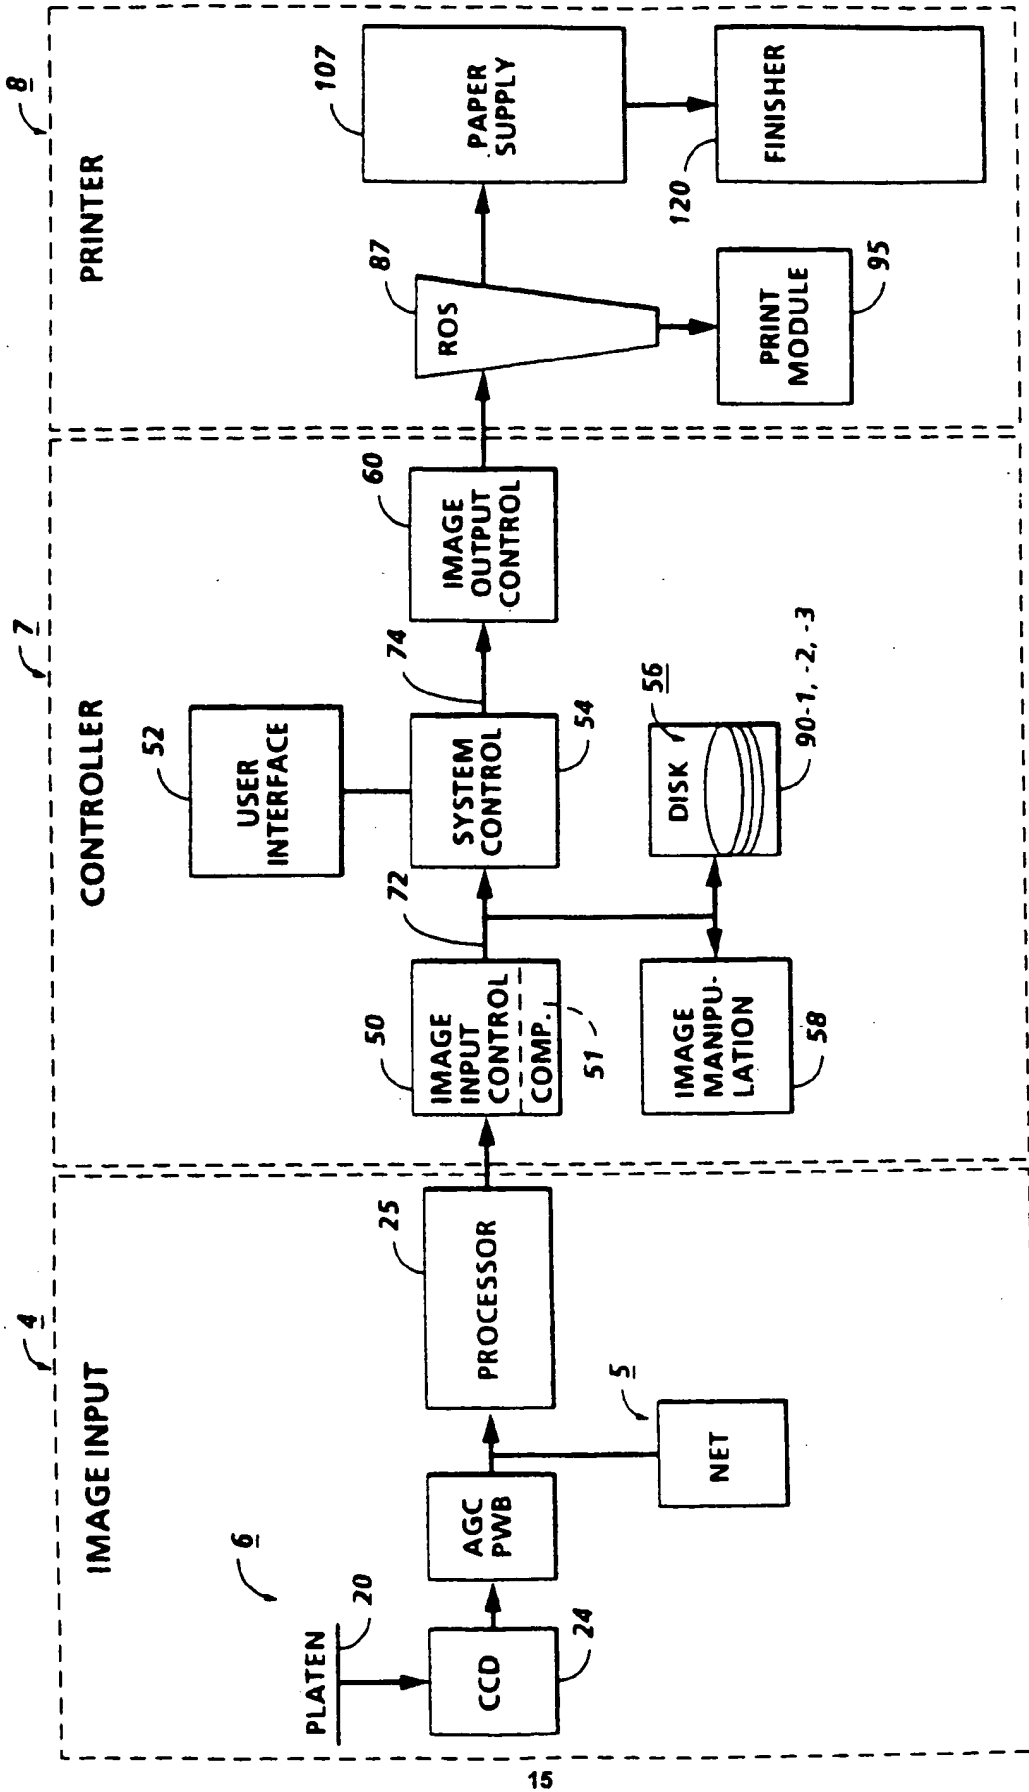 4
IMAGE INPUT
6
PLATEN
20
CCD
24
AGC
PWB
NET
5
PROCESSOR
25
7
CONTROLLER
50
IMAGE
INPUT
CONTROL
COMP.
51
72
52
USER
INTERFACE
SYSTEM
CONTROL
54
74
IMAGE
MANIPU-
LATION
58
DISK
56
90-1, -2, -3
60
IMAGE
OUTPUT
CONTROL
8
PRINTER
87
ROS
PRINT
MODULE
95
107
PAPER
SUPPLY
120
FINISHER
15